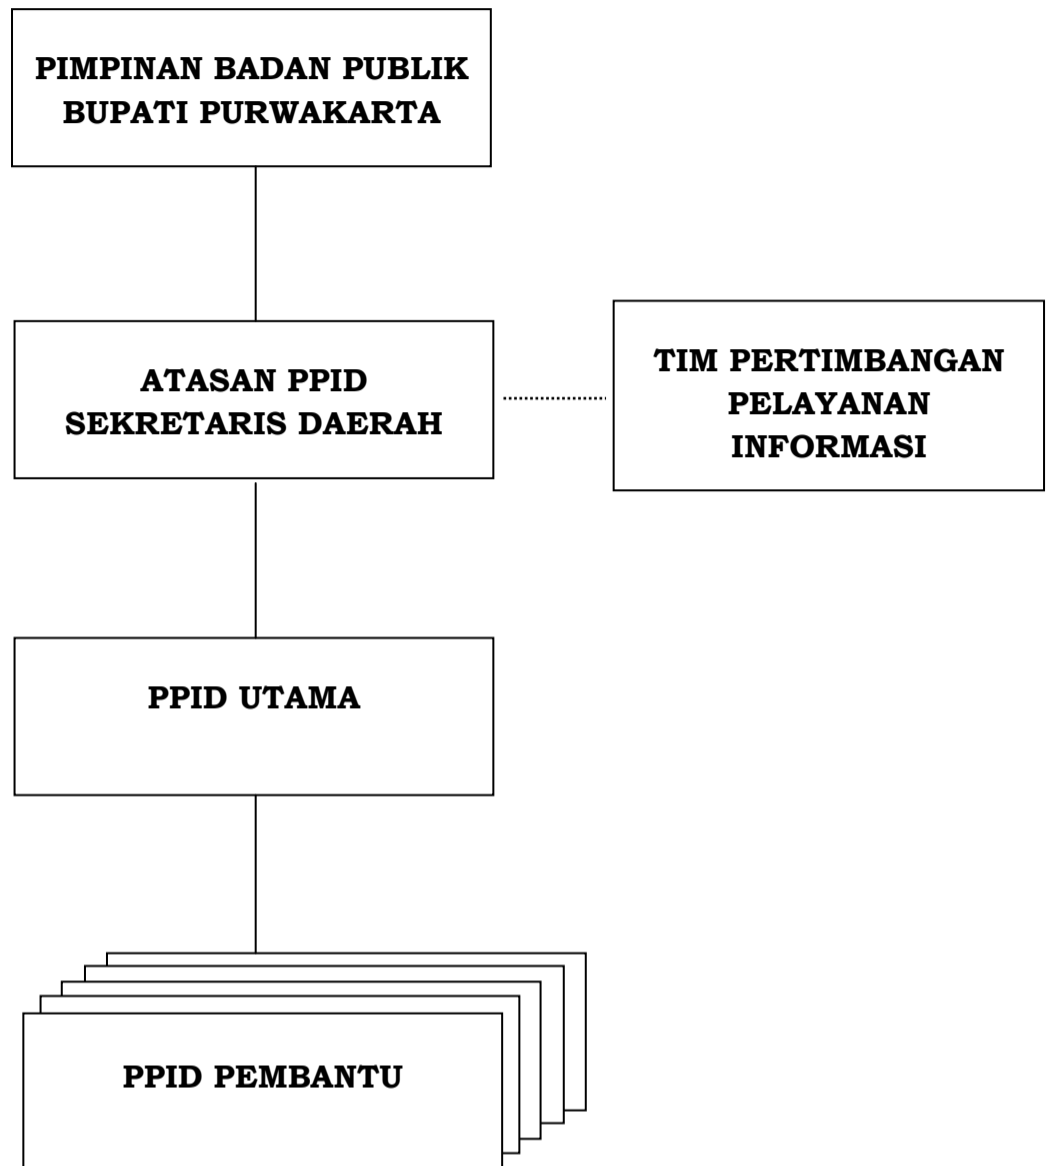 PIMPINAN BADAN PUBLIK
BUPATI PURWAKARTA
ATASAN PPID
SEKRETARIS DAERAH
TIM PERTIMBANGAN
PELAYANAN
INFORMASI
PPID UTAMA
PPID PEMBANTU